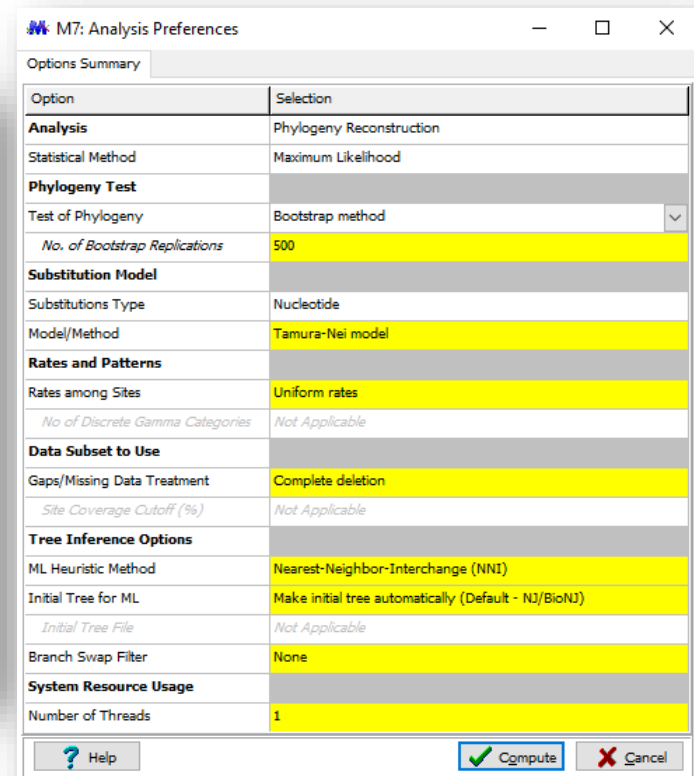 M7: Analysis Preferences
Options Summary
Option Selection
Analysis Phylogeny Reconstruction
Statistical Method Maximum Likelihood
Phylogeny Test
Test of Phylogeny Bootstrap method
No. of Bootstrap Replications 500
Substitution Model
Substitutions Type Nucleotide
Model/Method Tamura-Nei model
Rates and Patterns
Rates among Sites Uniform rates
No of Discrete Gamma Categories Not Applicable
Data Subset to Use
Gaps/Missing Data Treatment Complete deletion
Site Coverage Cutoff (%) Not Applicable
Tree Inference Options
ML Heuristic Method Nearest-Neighbor-Interchange (NNI)
Initial Tree for ML Make initial tree automatically (Default - NJ/BioNJ)
Initial Tree File Not Applicable
Branch Swap Filter None
System Resource Usage
Number of Threads 1
? Help Compute Cancel